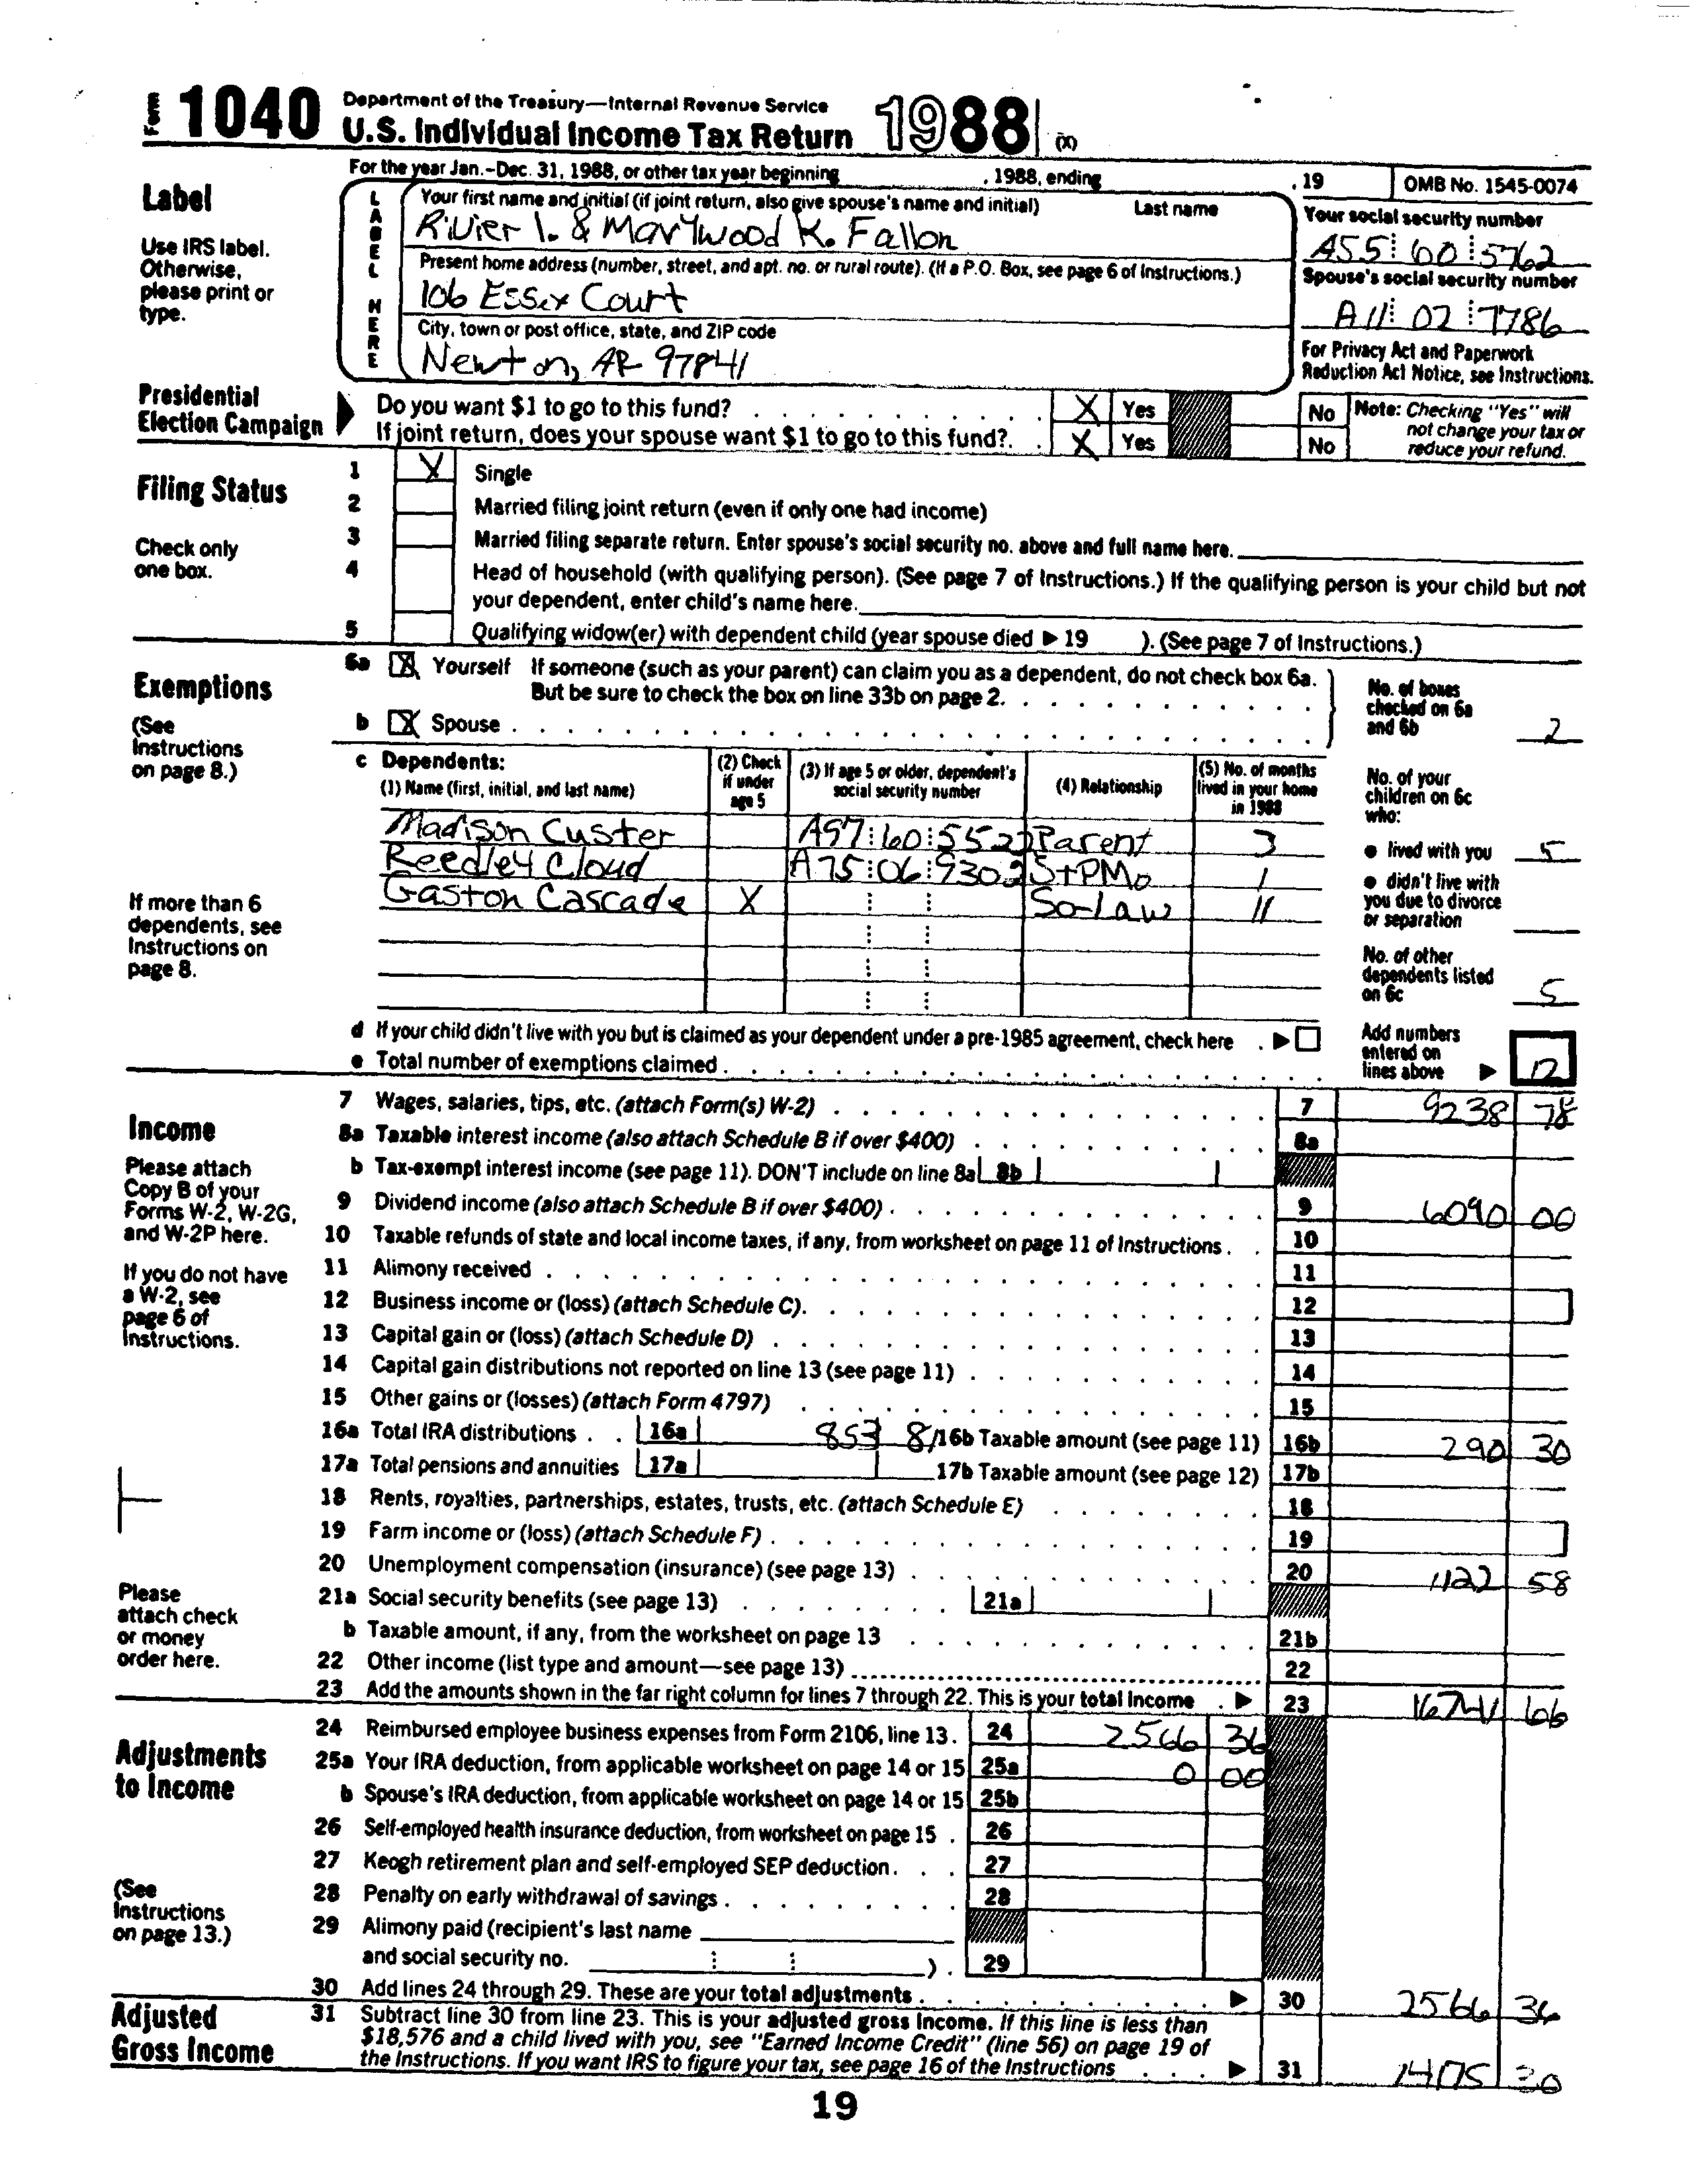 Form 1040 Department of the Treasury—Internal Revenue Service
U.S. Individual Income Tax Return 1988 (X)
For the year Jan.-Dec. 31, 1988, or other tax year beginning , 1988, ending , 19 OMB No. 1545-0074
Label
Use IRS label.
Otherwise,
please print or
type.
LABEL HERE
Your first name and initial (if joint return, also give spouse's name and initial) Last name
Rivier I. & Marywood K. Fallon
Your social security number
A55 60 5762
Present home address (number, street, and apt. no. or rural route). (If a P.O. Box, see page 6 of Instructions.)
106 Essex Court
Spouse's social security number
A11 02 7786
City, town or post office, state, and ZIP code
Newton, AR 97841
For Privacy Act and Paperwork
Reduction Act Notice, see Instructions.
Presidential
Election Campaign
Do you want $1 to go to this fund? X Yes No
If joint return, does your spouse want $1 to go to this fund? X Yes No
Note: Checking "Yes" will
not change your tax or
reduce your refund.
Filing Status
Check only
one box.
1 X Single
2 Married filing joint return (even if only one had income)
3 Married filing separate return. Enter spouse's social security no. above and full name here.
4 Head of household (with qualifying person). (See page 7 of Instructions.) If the qualifying person is your child but not
your dependent, enter child's name here.
5 Qualifying widow(er) with dependent child (year spouse died ▶ 19 ). (See page 7 of Instructions.)
Exemptions
(See
Instructions
on page 8.)
6a X Yourself If someone (such as your parent) can claim you as a dependent, do not check box 6a.
But be sure to check the box on line 33b on page 2.
b X Spouse
No. of boxes
checked on 6a
and 6b 2
c Dependents:
(1) Name (first, initial, and last name)
(2) Check
if under
age 5
(3) If age 5 or older, dependent's
social security number
(4) Relationship
(5) No. of months
lived in your home
in 1988
Madison Custer A97 60 5522 Parent 3
Reedley Cloud A75 06 9302 StPMo 1
Gaston Cascade X So-Law 11
If more than 6
dependents, see
Instructions on
page 8.
No. of your
children on 6c
who:
● lived with you 5
● didn't live with
you due to divorce
or separation
No. of other
dependents listed
on 6c 5
d If your child didn't live with you but is claimed as your dependent under a pre-1985 agreement, check here ▶
e Total number of exemptions claimed
Add numbers
entered on
lines above ▶ 12
Income
Please attach
Copy B of your
Forms W-2, W-2G,
and W-2P here.
If you do not have
a W-2, see
page 6 of
Instructions.
7 Wages, salaries, tips, etc. (attach Form(s) W-2) 7 9238 78
8a Taxable interest income (also attach Schedule B if over $400) 8a
b Tax-exempt interest income (see page 11). DON'T include on line 8a 8b
9 Dividend income (also attach Schedule B if over $400) 9 6090 00
10 Taxable refunds of state and local income taxes, if any, from worksheet on page 11 of Instructions 10
11 Alimony received 11
12 Business income or (loss) (attach Schedule C) 12
13 Capital gain or (loss) (attach Schedule D) 13
14 Capital gain distributions not reported on line 13 (see page 11) 14
15 Other gains or (losses) (attach Form 4797) 15
16a Total IRA distributions 16a 853 81 16b Taxable amount (see page 11) 16b 290 30
17a Total pensions and annuities 17a 17b Taxable amount (see page 12) 17b
18 Rents, royalties, partnerships, estates, trusts, etc. (attach Schedule E) 18
19 Farm income or (loss) (attach Schedule F) 19
20 Unemployment compensation (insurance) (see page 13) 20 1122 58
Please
attach check
or money
order here.
21a Social security benefits (see page 13) 21a
b Taxable amount, if any, from the worksheet on page 13 21b
22 Other income (list type and amount—see page 13) 22
23 Add the amounts shown in the far right column for lines 7 through 22. This is your total income ▶ 23 16741 66
Adjustments
to Income
(See
Instructions
on page 13.)
24 Reimbursed employee business expenses from Form 2106, line 13 24 2566 36
25a Your IRA deduction, from applicable worksheet on page 14 or 15 25a 0 00
b Spouse's IRA deduction, from applicable worksheet on page 14 or 15 25b
26 Self-employed health insurance deduction, from worksheet on page 15 26
27 Keogh retirement plan and self-employed SEP deduction 27
28 Penalty on early withdrawal of savings 28
29 Alimony paid (recipient's last name
and social security no. ) 29
30 Add lines 24 through 29. These are your total adjustments ▶ 30 2566 36
Adjusted
Gross Income
31 Subtract line 30 from line 23. This is your adjusted gross income. If this line is less than
$18,576 and a child lived with you, see "Earned Income Credit" (line 56) on page 19 of
the Instructions. If you want IRS to figure your tax, see page 16 of the Instructions ▶ 31 14175 30
19